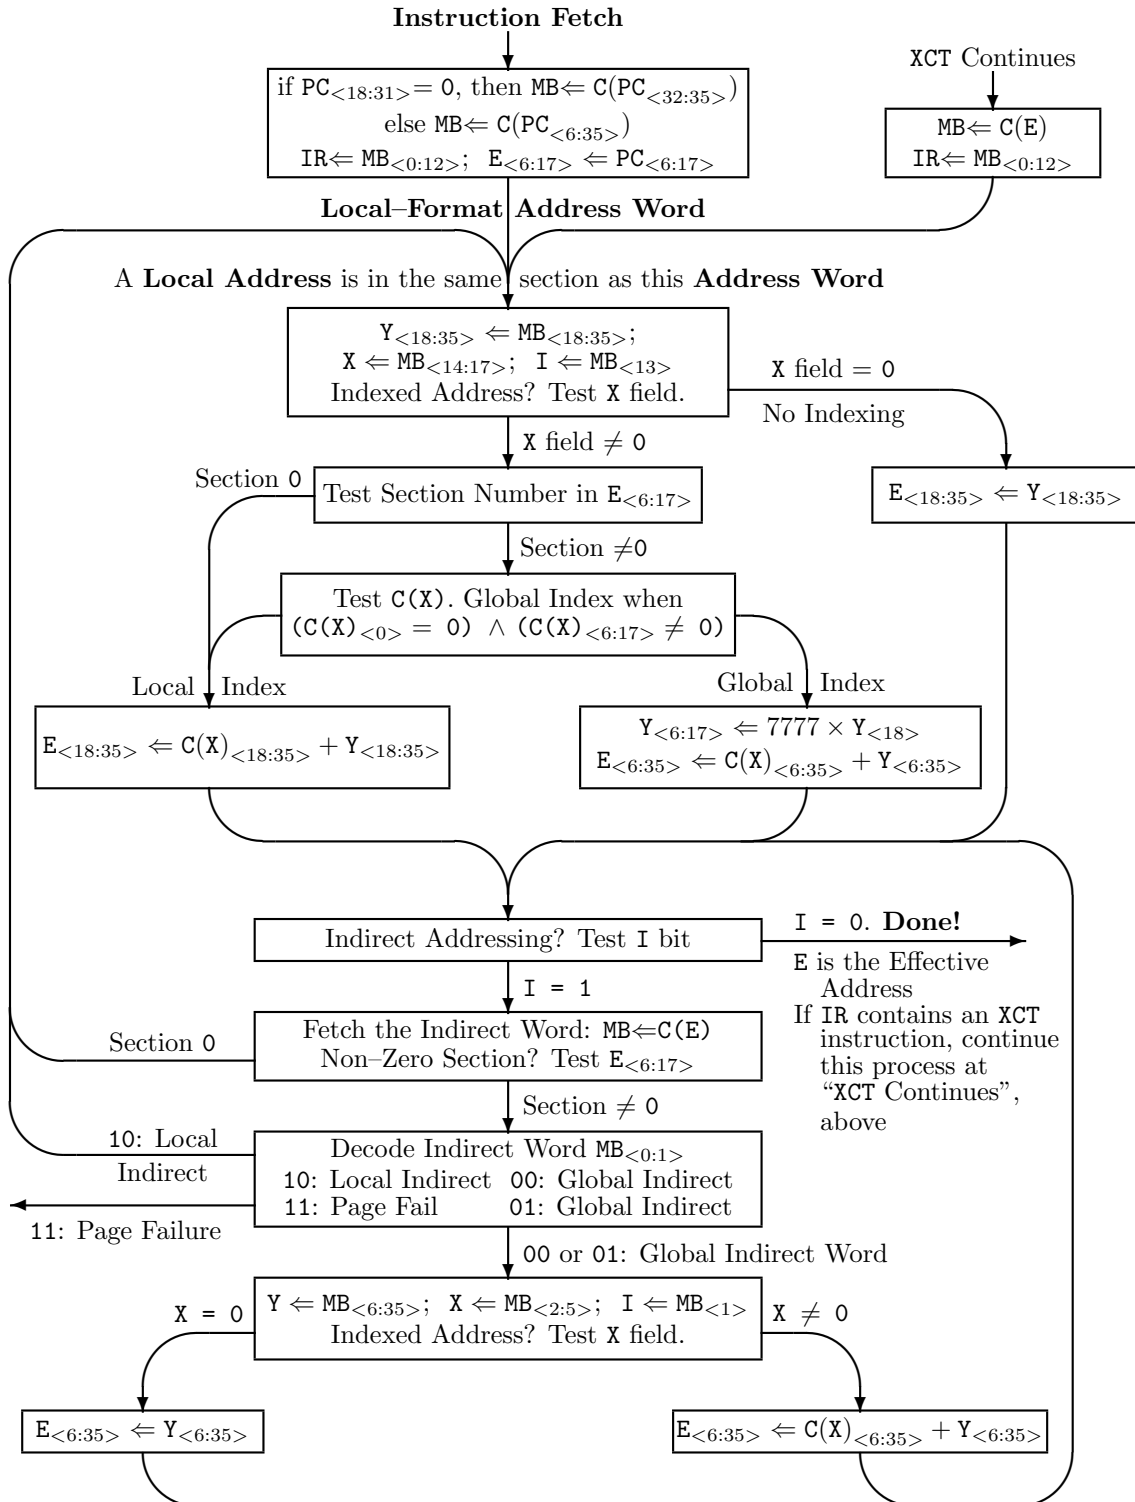 Instruction Fetch
XCT Continues
if PC<18:31>= 0, then MB⇐ C(PC<32:35>)
else MB⇐ C(PC<6:35>)
IR⇐ MB<0:12>; E<6:17> ⇐ PC<6:17>
MB⇐ C(E)
IR⇐ MB<0:12>
Local–Format Address Word
A Local Address is in the same section as this Address Word
Y<18:35> ⇐ MB<18:35>;
X ⇐ MB<14:17>; I ⇐ MB<13>
Indexed Address? Test X field.
X field = 0
No Indexing
X field ≠ 0
Section 0
Test Section Number in E<6:17>
E<18:35> ⇐ Y<18:35>
Section ≠0
Test C(X). Global Index when
(C(X)<0> = 0) ∧ (C(X)<6:17> ≠ 0)
Local Index
Global Index
E<18:35> ⇐ C(X)<18:35> + Y<18:35>
Y<6:17> ⇐ 7777 × Y<18>
E<6:35> ⇐ C(X)<6:35> + Y<6:35>
Indirect Addressing? Test I bit
I = 0. Done!
E is the Effective
Address
If IR contains an XCT
instruction, continue
this process at
“XCT Continues”,
above
I = 1
Section 0
Fetch the Indirect Word: MB⇐C(E)
Non–Zero Section? Test E<6:17>
Section ≠ 0
10: Local
Indirect
Decode Indirect Word MB<0:1>
10: Local Indirect 00: Global Indirect
11: Page Fail 01: Global Indirect
11: Page Failure
00 or 01: Global Indirect Word
X = 0
Y ⇐ MB<6:35>; X ⇐ MB<2:5>; I ⇐ MB<1>
Indexed Address? Test X field.
X ≠ 0
E<6:35> ⇐ Y<6:35>
E<6:35> ⇐ C(X)<6:35> + Y<6:35>